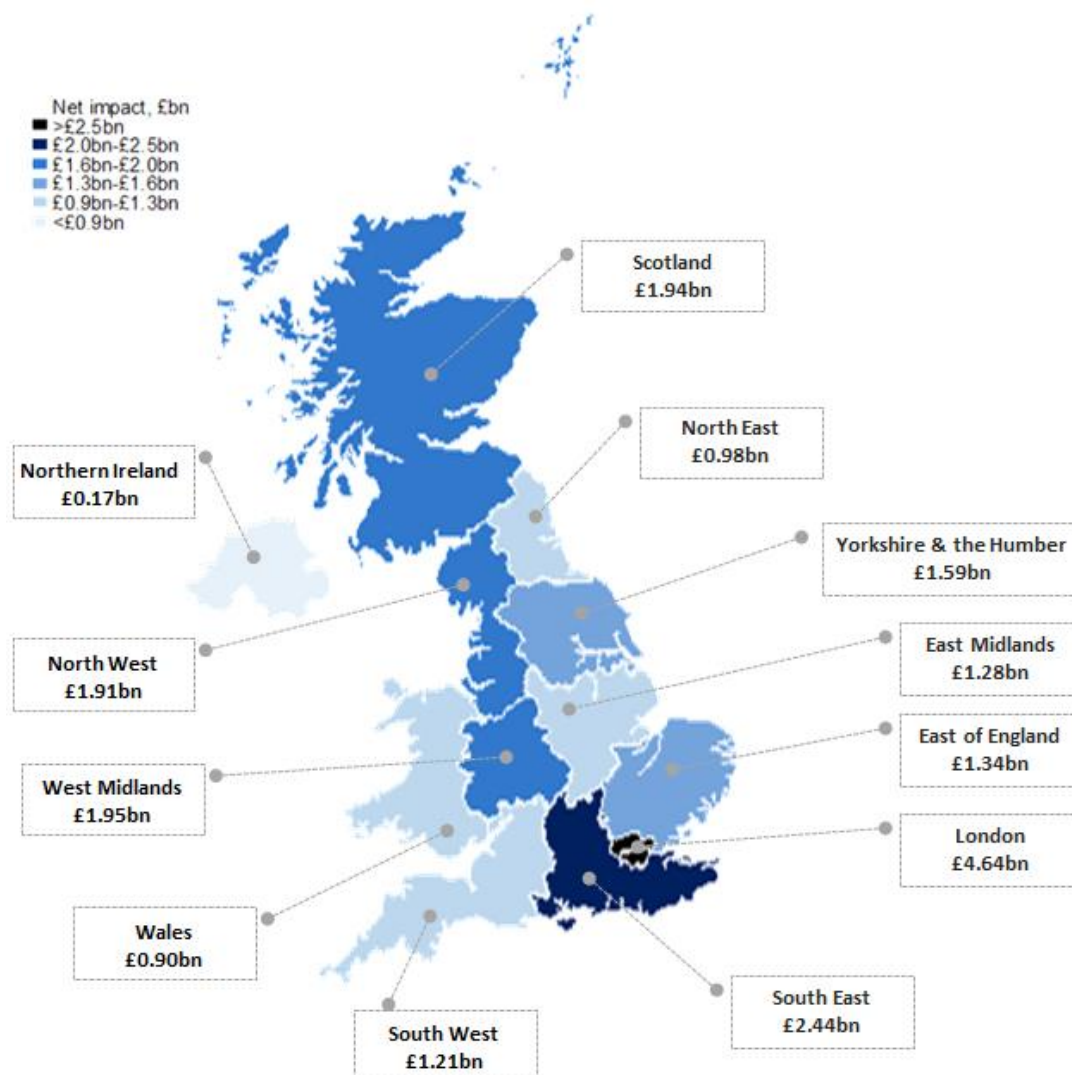 Net impact, £bn
>£2.5bn
£2.0bn-£2.5bn
£1.6bn-£2.0bn
£1.3bn-£1.6bn
£0.9bn-£1.3bn
<£0.9bn
Scotland
£1.94bn
North East
£0.98bn
Northern Ireland
£0.17bn
Yorkshire & the Humber
£1.59bn
North West
£1.91bn
East Midlands
£1.28bn
East of England
£1.34bn
West Midlands
£1.95bn
London
£4.64bn
Wales
£0.90bn
South East
£2.44bn
South West
£1.21bn